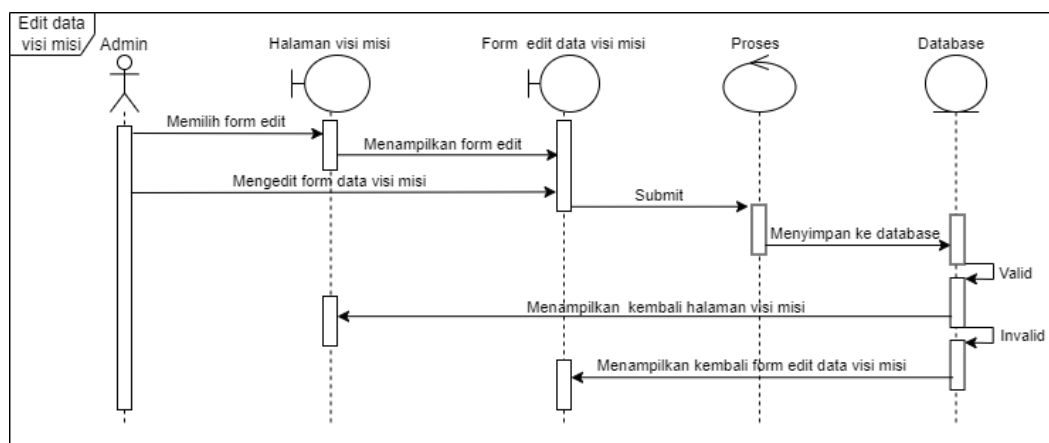 Edit data
visi misi
Admin
Halaman visi misi
Form edit data visi misi
Proses
Database
Memilih form edit
Menampilkan form edit
Mengedit form data visi misi
Submit
Menyimpan ke database
Valid
Menampilkan kembali halaman visi misi
Invalid
Menampilkan kembali form edit data visi misi